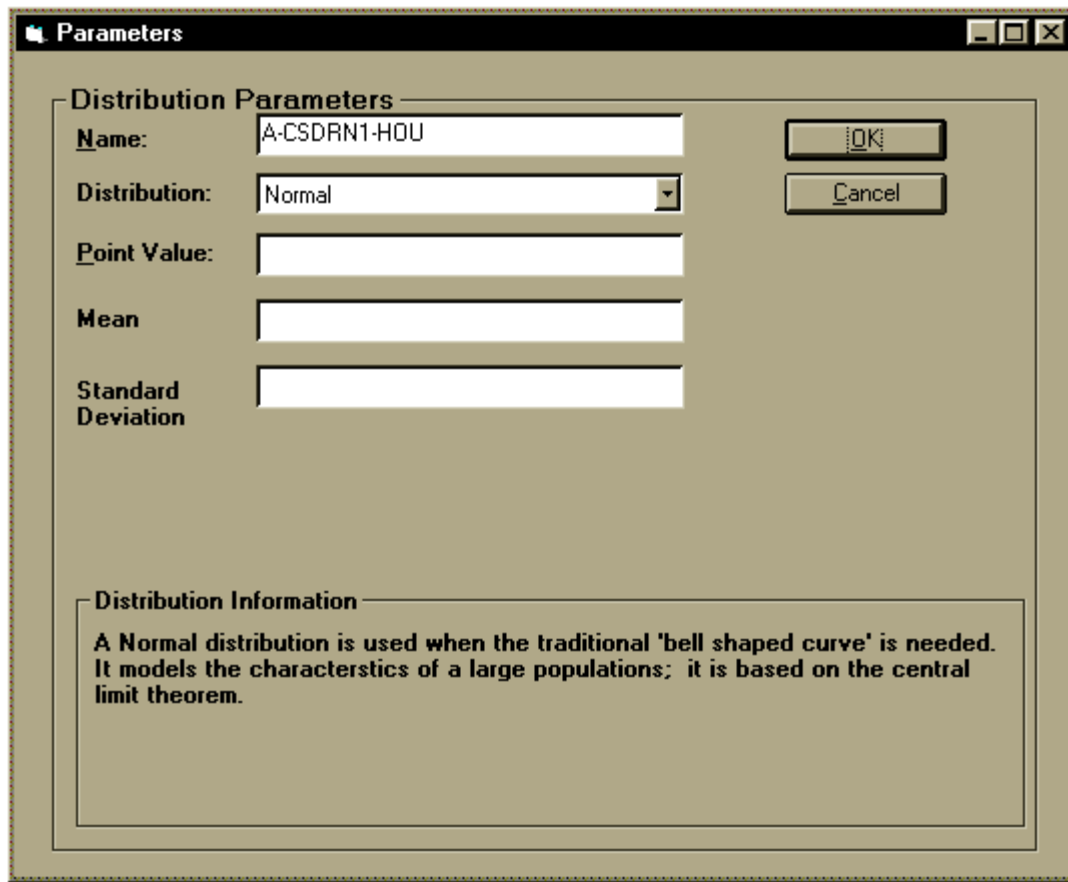 Parameters
Distribution Parameters
Name:
A-CSDRN1-HOU
OK
Distribution:
Normal
Cancel
Point Value:
Mean
Standard
Deviation
Distribution Information
A Normal distribution is used when the traditional 'bell shaped curve' is needed.
It models the characterstics of a large populations;  it is based on the central
limit theorem.